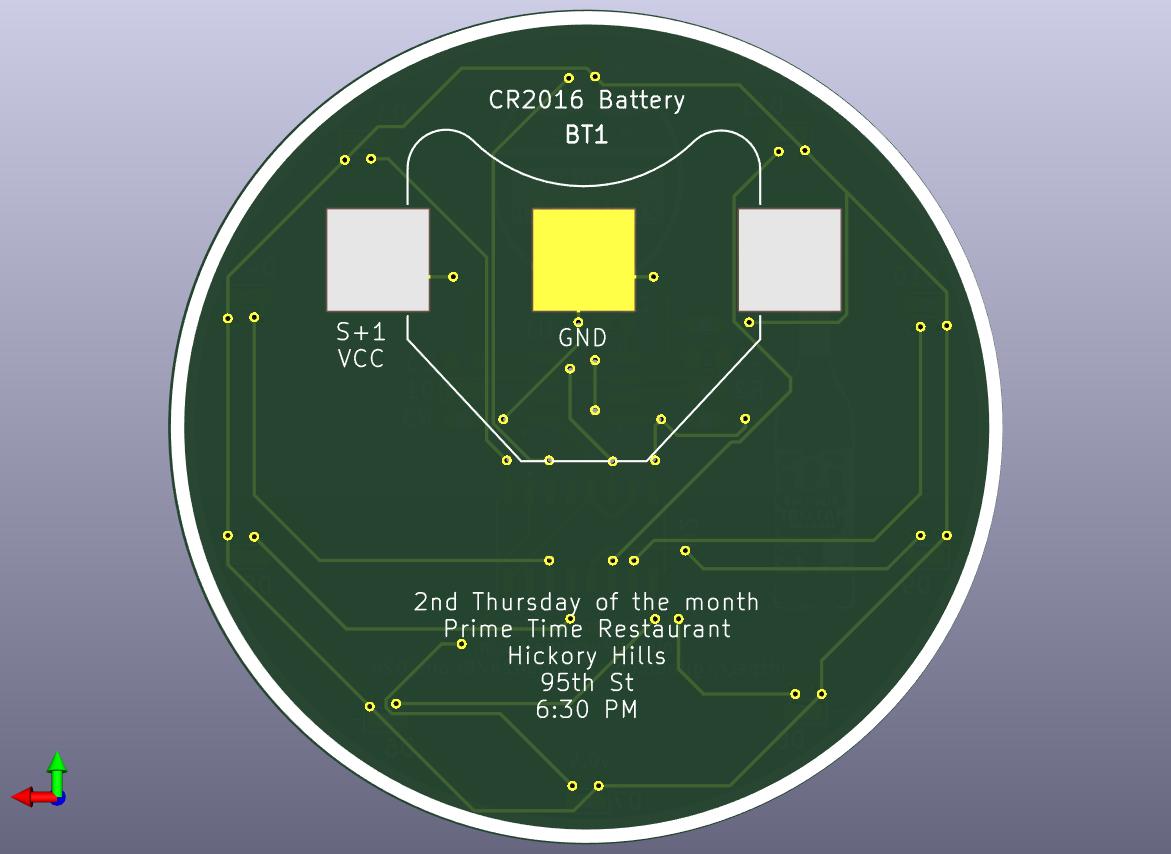 CR2016 Battery
BT1
S+1
VCC
GND
2nd Thursday of the month
Prime Time Restaurant
Hickory Hills
95th St
6:30 PM